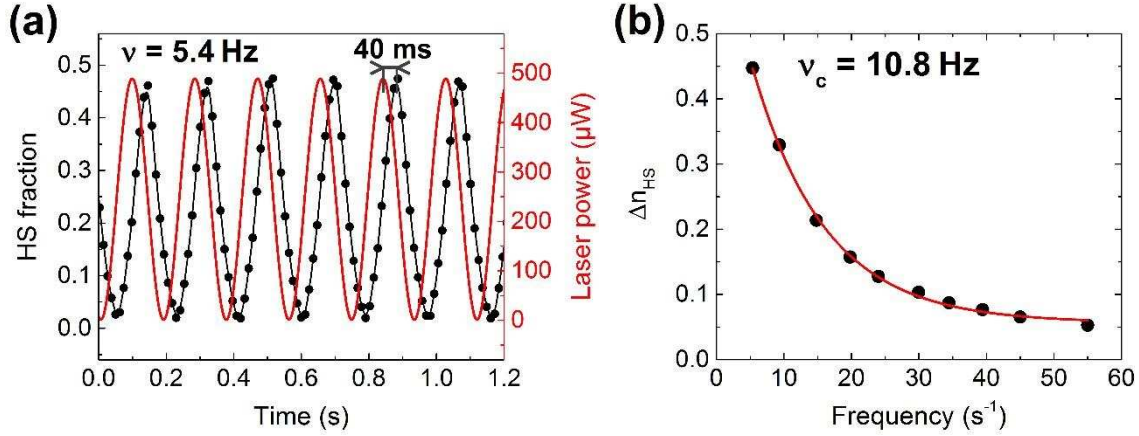 (a)
ν = 5.4 Hz
40 ms
HS fraction
0.5
0.4
0.3
0.2
0.1
0.0
0.0 0.2 0.4 0.6 0.8 1.0 1.2
Time (s)
500
400
300
200
100
0
Laser power (µW)
(b)
ν_c = 10.8 Hz
Δn_HS
0.5
0.4
0.3
0.2
0.1
0.0
0 10 20 30 40 50 60
Frequency (s⁻¹)